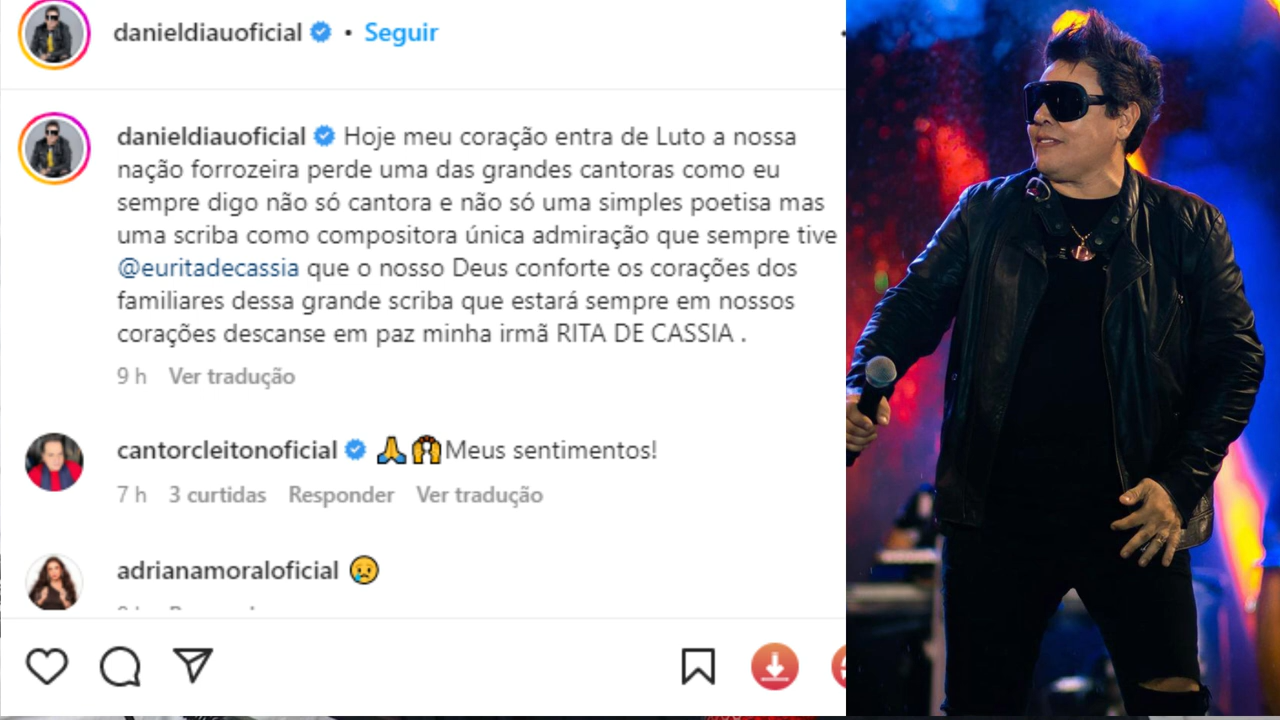 danieldiauoficial • Seguir
danieldiauoficial Hoje meu coração entra de Luto a nossa
nação forrozeira perde uma das grandes cantoras como eu
sempre digo não só cantora e não só uma simples poetisa mas
uma scriba como compositora única admiração que sempre tive
@euritadecassia que o nosso Deus conforte os corações dos
familiares dessa grande scriba que estará sempre em nossos
corações descanse em paz minha irmã RITA DE CASSIA .
9 h Ver tradução
cantorcleitonoficial 🙏🙌Meus sentimentos!
7 h 3 curtidas Responder Ver tradução
adrianamoraloficial 😢